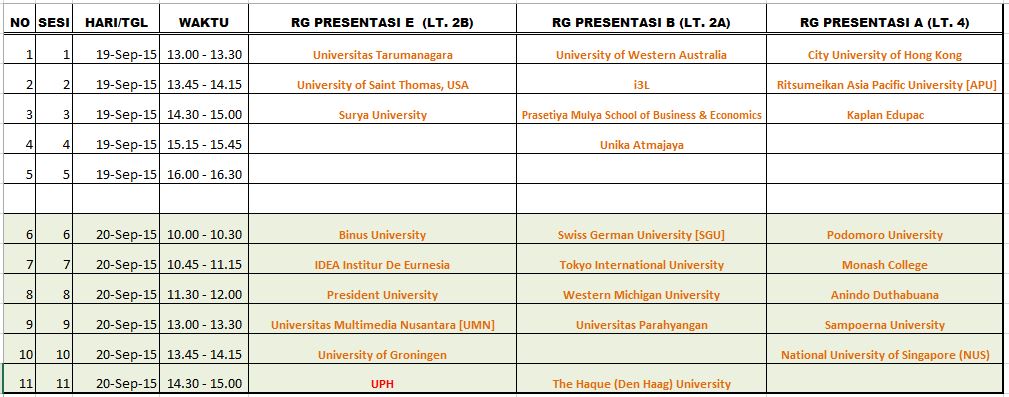 NO SESI HARI/TGL WAKTU RG PRESENTASI E (LT. 2B) RG PRESENTASI B (LT. 2A) RG PRESENTASI A (LT. 4)
1 1 19-Sep-15 13.00 - 13.30 Universitas Tarumanagara University of Western Australia City University of Hong Kong
2 2 19-Sep-15 13.45 - 14.15 University of Saint Thomas, USA i3L Ritsumeikan Asia Pacific University [APU]
3 3 19-Sep-15 14.30 - 15.00 Surya University Prasetiya Mulya School of Business & Economics Kaplan Edupac
4 4 19-Sep-15 15.15 - 15.45 Unika Atmajaya
5 5 19-Sep-15 16.00 - 16.30
6 6 20-Sep-15 10.00 - 10.30 Binus University Swiss German University [SGU] Podomoro University
7 7 20-Sep-15 10.45 - 11.15 IDEA Institur De Eurnesia Tokyo International University Monash College
8 8 20-Sep-15 11.30 - 12.00 President University Western Michigan University Anindo Duthabuana
9 9 20-Sep-15 13.00 - 13.30 Universitas Multimedia Nusantara [UMN] Universitas Parahyangan Sampoerna University
10 10 20-Sep-15 13.45 - 14.15 University of Groningen National University of Singapore (NUS)
11 11 20-Sep-15 14.30 - 15.00 UPH The Haque (Den Haag) University